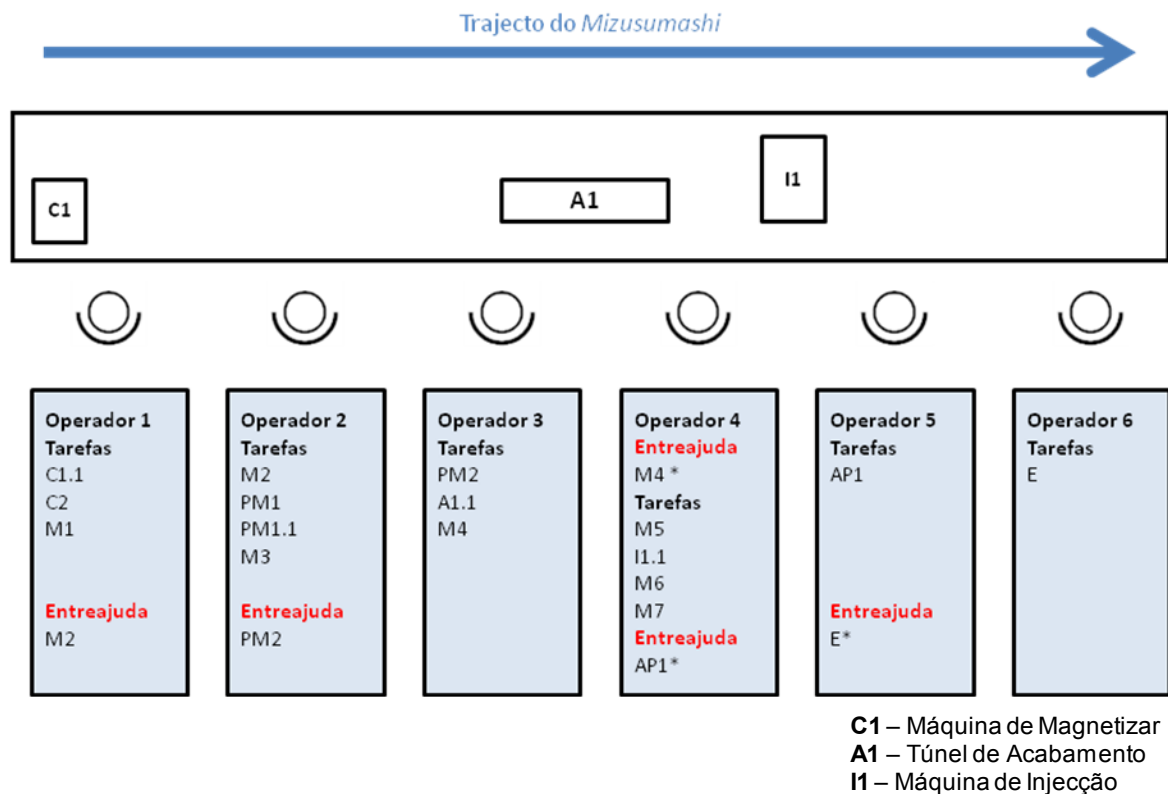 Trajecto do Mizusumashi
C1
A1
I1
Operador 1
Tarefas
C1.1
C2
M1
Entreajuda
M2
Operador 2
Tarefas
M2
PM1
PM1.1
M3
Entreajuda
PM2
Operador 3
Tarefas
PM2
A1.1
M4
Operador 4
Entreajuda
M4 *
Tarefas
M5
I1.1
M6
M7
Entreajuda
AP1*
Operador 5
Tarefas
AP1
Entreajuda
E*
Operador 6
Tarefas
E
C1 – Máquina de Magnetizar
A1 – Túnel de Acabamento
I1 – Máquina de Injecção